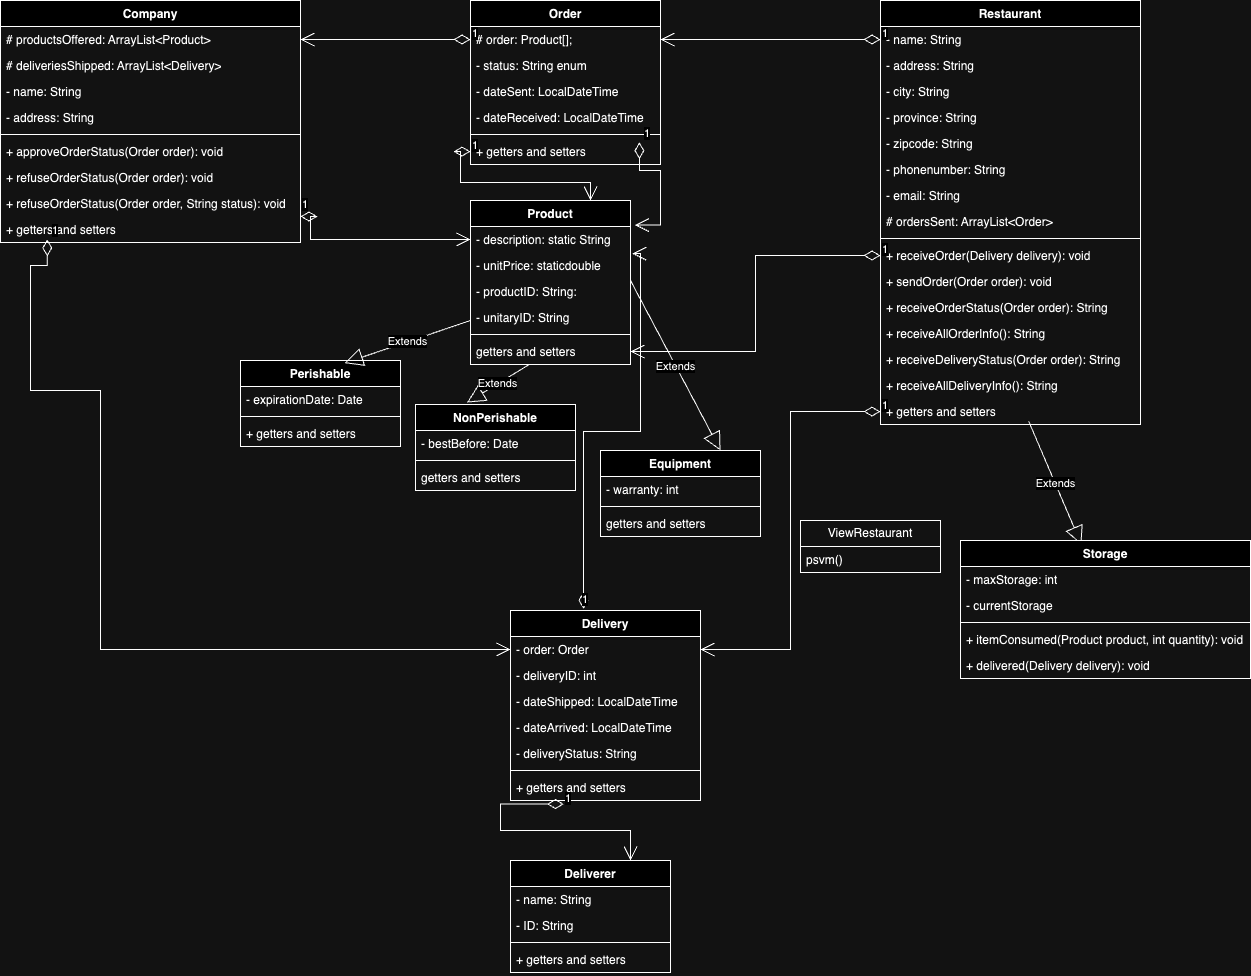 Company
# productsOffered: ArrayList<Product>
# deliveriesShipped: ArrayList<Delivery>
- name: String
- address: String
+ approveOrderStatus(Order order): void
+ refuseOrderStatus(Order order): void
+ refuseOrderStatus(Order order, String status): void
+ getters and setters
1
1
Order
1
# order: Product[];
- status: String enum
- dateSent: LocalDateTime
- dateReceived: LocalDateTime
1
1
+ getters and setters
Restaurant
1
- name: String
- address: String
- city: String
- province: String
- zipcode: String
- phonenumber: String
- email: String
# ordersSent: ArrayList<Order>
1
+ receiveOrder(Delivery delivery): void
+ sendOrder(Order order): void
+ receiveOrderStatus(Order order): String
+ receiveAllOrderInfo(): String
+ receiveDeliveryStatus(Order order): String
+ receiveAllDeliveryInfo(): String
1
+ getters and setters
Product
- description: static String
- unitPrice: staticdouble
- productID: String:
- unitaryID: String
getters and setters
Extends
Extends
Extends
Extends
Perishable
- expirationDate: Date
+ getters and setters
NonPerishable
- bestBefore: Date
getters and setters
Equipment
- warranty: int
getters and setters
ViewRestaurant
psvm()
Storage
- maxStorage: int
- currentStorage
+ itemConsumed(Product product, int quantity): void
+ delivered(Delivery delivery): void
1
Delivery
- order: Order
- deliveryID: int
- dateShipped: LocalDateTime
- dateArrived: LocalDateTime
- deliveryStatus: String
+ getters and setters
1
Deliverer
- name: String
- ID: String
+ getters and setters